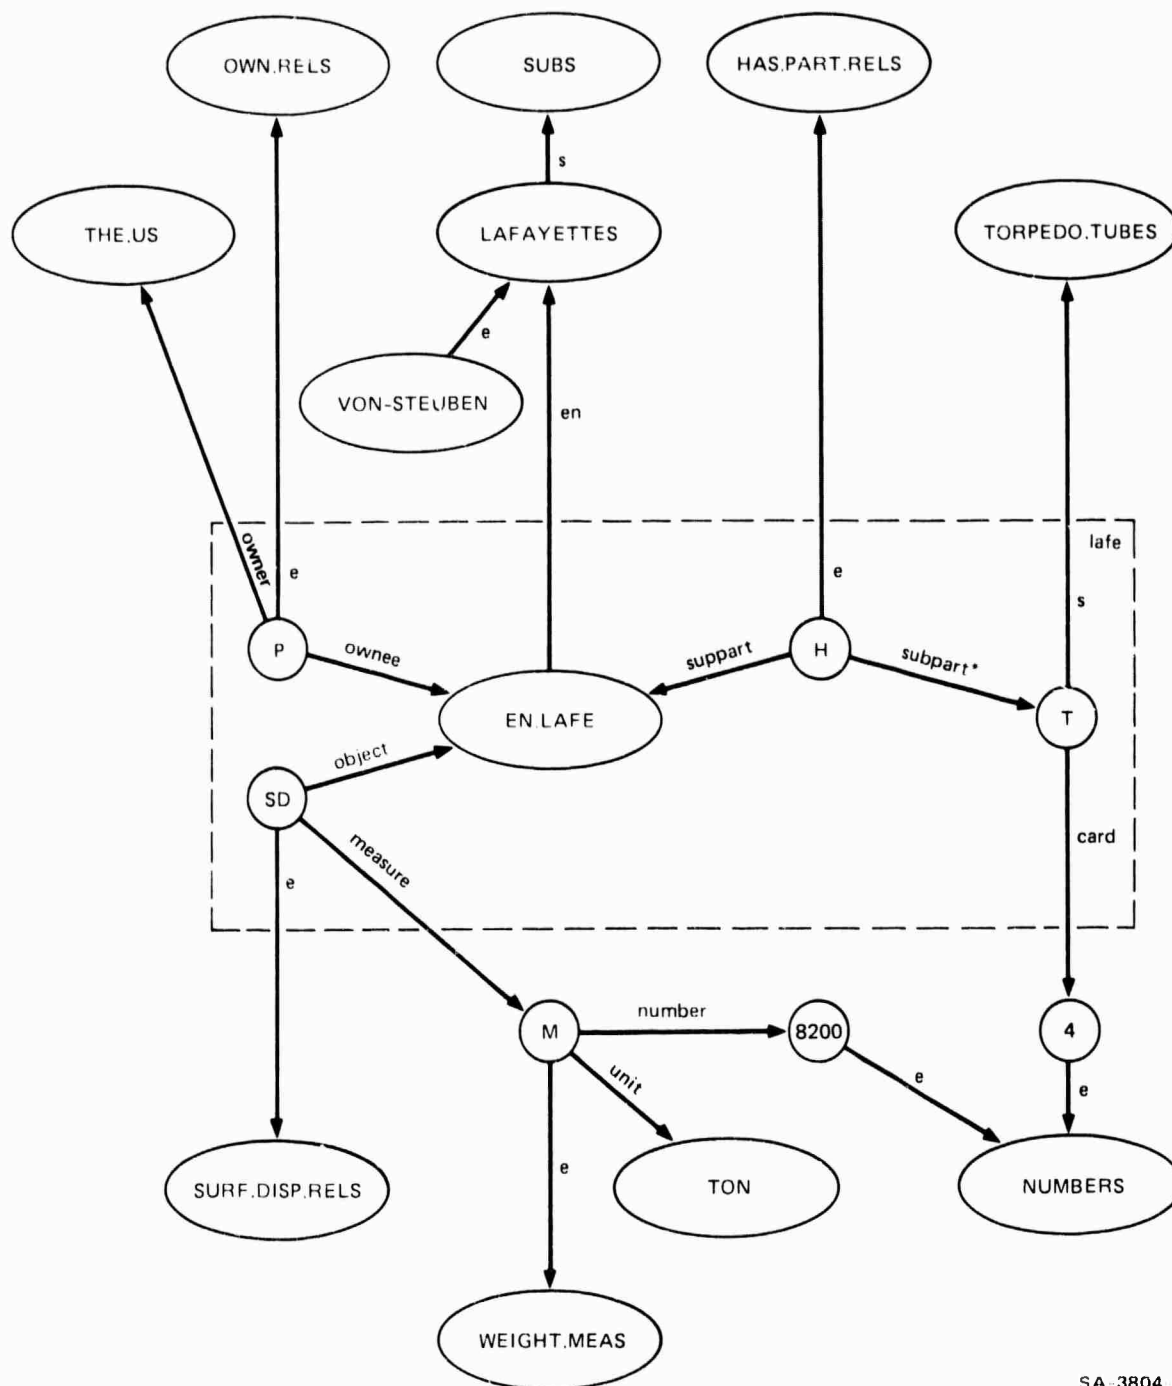 OWN.RELS
SUBS
HAS.PART.RELS
s
THE.US
LAFAYETTES
TORPEDO.TUBES
e
VON-STEUBEN
en
lafe
owner
e
e
s
P
ownee
suppart
H
subpart*
EN.LAFE
T
object
SD
measure
card
e
M
number
8200
4
unit
e
e
e
SURF.DISP.RELS
TON
NUMBERS
WEIGHT.MEAS
SA-3804